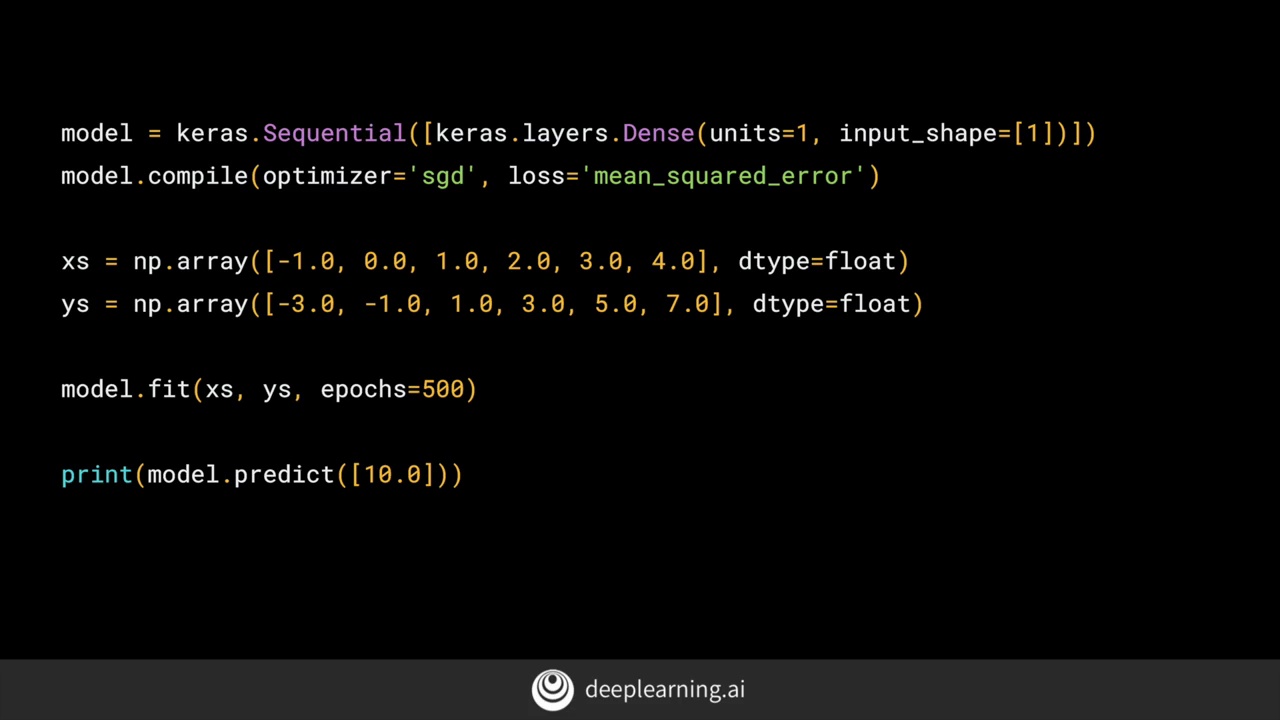 model = keras.Sequential([keras.layers.Dense(units=1, input_shape=[1])])
model.compile(optimizer='sgd', loss='mean_squared_error')
xs = np.array([-1.0, 0.0, 1.0, 2.0, 3.0, 4.0], dtype=float)
ys = np.array([-3.0, -1.0, 1.0, 3.0, 5.0, 7.0], dtype=float)
model.fit(xs, ys, epochs=500)
print(model.predict([10.0]))
deeplearning.ai